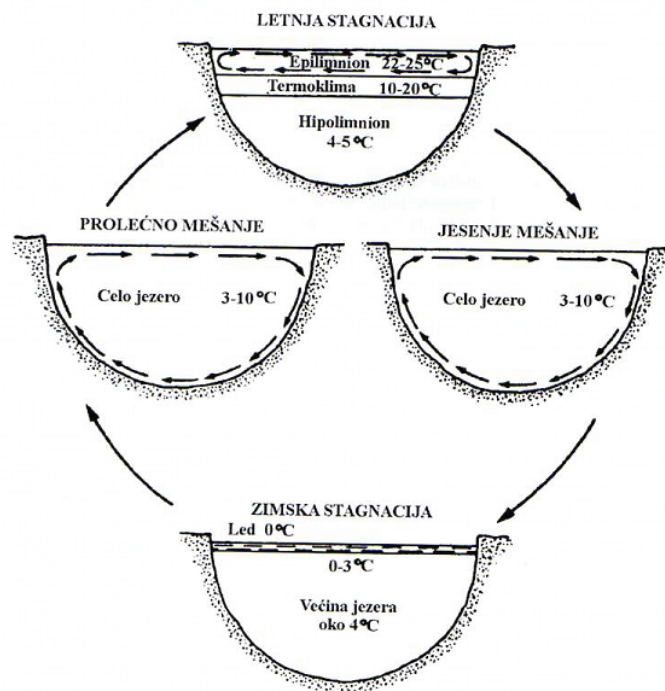 LETNJA STAGNACIJA
Epilimnion 22-25°C
Termoklima 10-20°C
Hipolimnion
4-5°C
PROLEĆNO MEŠANJE
JESENJE MEŠANJE
Celo jezero 3-10°C
Celo jezero 3-10°C
ZIMSKA STAGNACIJA
Led 0°C
0-3°C
Većina jezera
oko 4°C